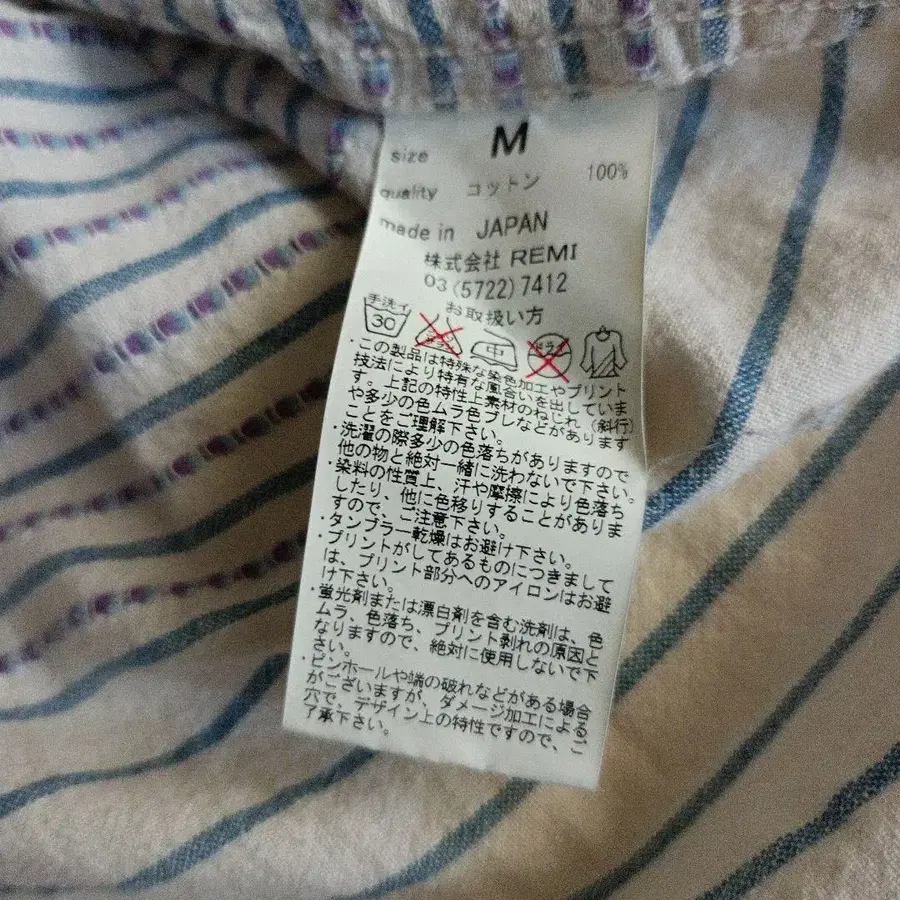 size M
quality コットン 100%
made in JAPAN
株式会社 REMI
03(5722)7412
お取扱い方
手洗イ
30
中
ドライ
・この製品は特殊な染色加工やプリント
技法により特有な風合いを出していま
す。上記の特性上素材のねじれ(斜行)
や多少の色ムラ色ブレなどがあります
ことをご理解下さい。
・洗濯の際多少の色落ちがありますので
他の物と絶対一緒に洗わないで下さい。
・染料の性質上、汗や摩擦により色落ち
したり、他に色移りすることがありま
すので、ご注意下さい。
・タンブラー乾燥はお避け下さい。
・プリントがしてあるものにつきまして
は、プリント部分へのアイロンはお避
け下さい。
・蛍光剤または漂白剤を含む洗剤は、色
ムラ、色落ち、プリント剥れの原因と
なりますので、絶対に使用しないで下
さい。
・ピンホールや端の破れなどがある場合
がございますが、ダメージ加工による
穴で、デザイン上の特性ですので、ご
了承下さい。